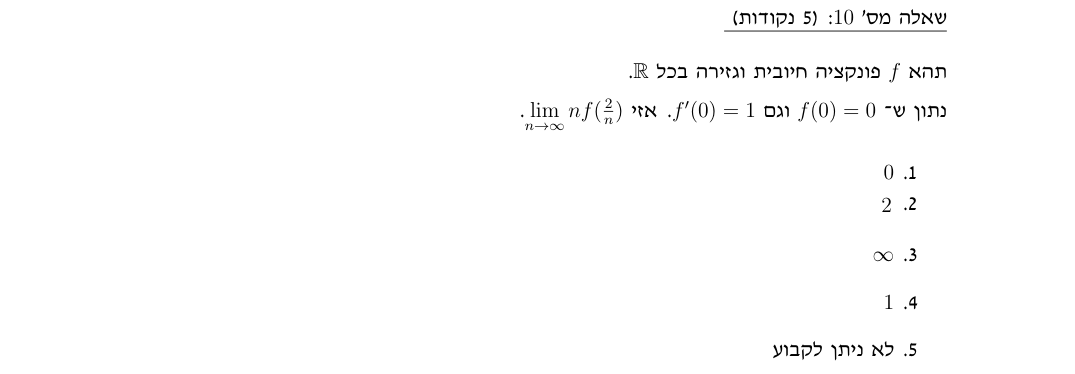 שאלה מס' 10: (5 נקודות)
תהא f פונקציה חיובית וגזירה בכל ℝ.
נתון ש־ f(0) = 0 וגם f′(0) = 1. אזי lim_{n→∞} nf(2/n).
1. 0
2. 2
3. ∞
4. 1
5. לא ניתן לקבוע